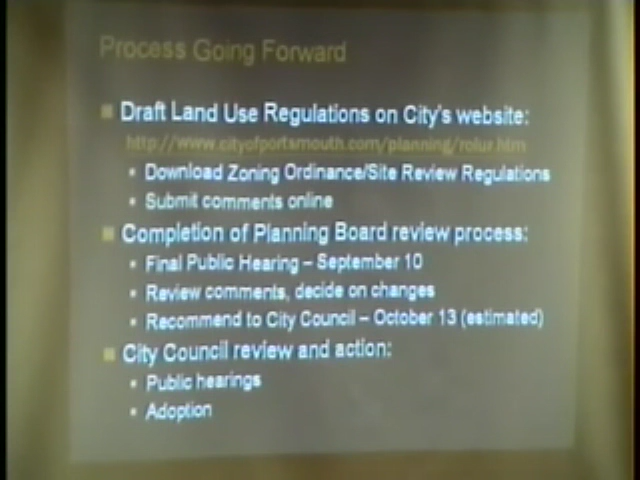 Process Going Forward
Draft Land Use Regulations on City's website:
http://www.cityofportsmouth.com/planning/rolur.htm
Download Zoning Ordinance/Site Review Regulations
Submit comments online
Completion of Planning Board review process:
Final Public Hearing – September 10
Review comments, decide on changes
Recommend to City Council – October 13 (estimated)
City Council review and action:
Public hearings
Adoption